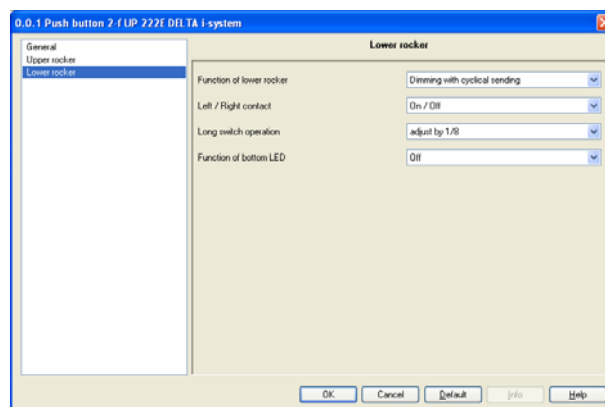 0.0.1 Push button 2-f UP 222E DELTA i-system
General
Upper rocker
Lower rocker
Lower rocker
Function of lower rocker Dimming with cyclical sending
Left / Right contact On / Off
Long switch operation adjust by 1/8
Function of bottom LED Off
OK Cancel Default Info Help